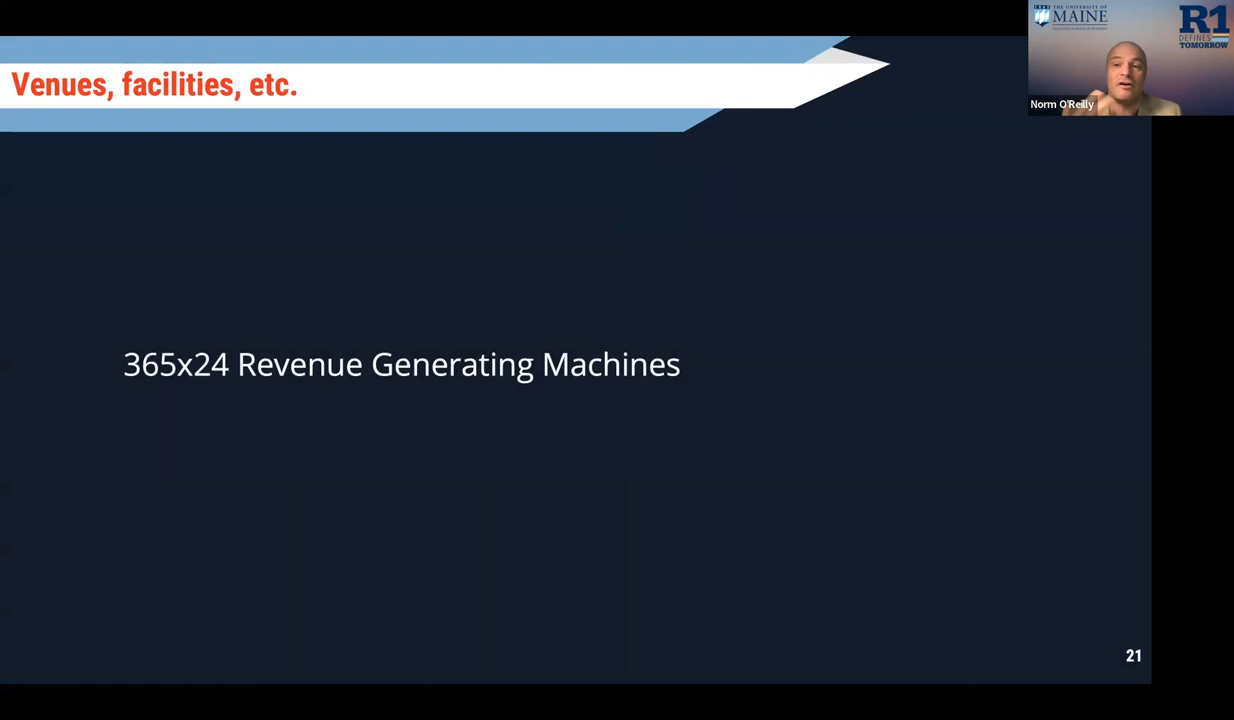 Venues, facilities, etc.
365x24 Revenue Generating Machines
21
THE UNIVERSITY OF
MAINE
R1
DEFINES
TOMORROW
Norm O'Reilly